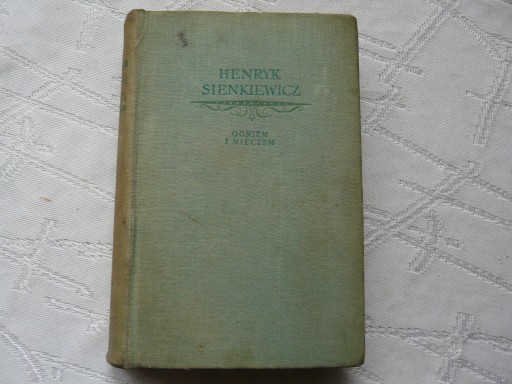 HENRYK
SIENKIEWICZ
OGNIEM
I MIECZEM